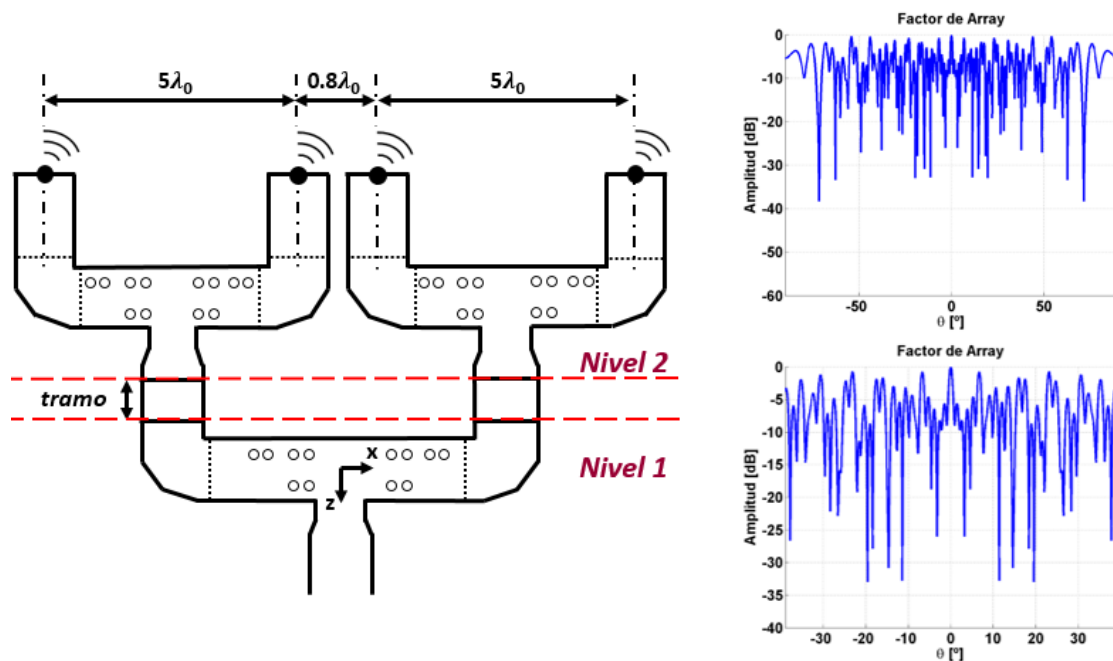 5λ₀ 0.8λ₀ 5λ₀
Nivel 2
tramo
Nivel 1
x
z
Factor de Array
Amplitud [dB]
0
-10
-20
-30
-40
-50
-60
-50 0 50
θ [º]
Factor de Array
Amplitud [dB]
0
-5
-10
-15
-20
-25
-30
-35
-40
-30 -20 -10 0 10 20 30
θ [º]